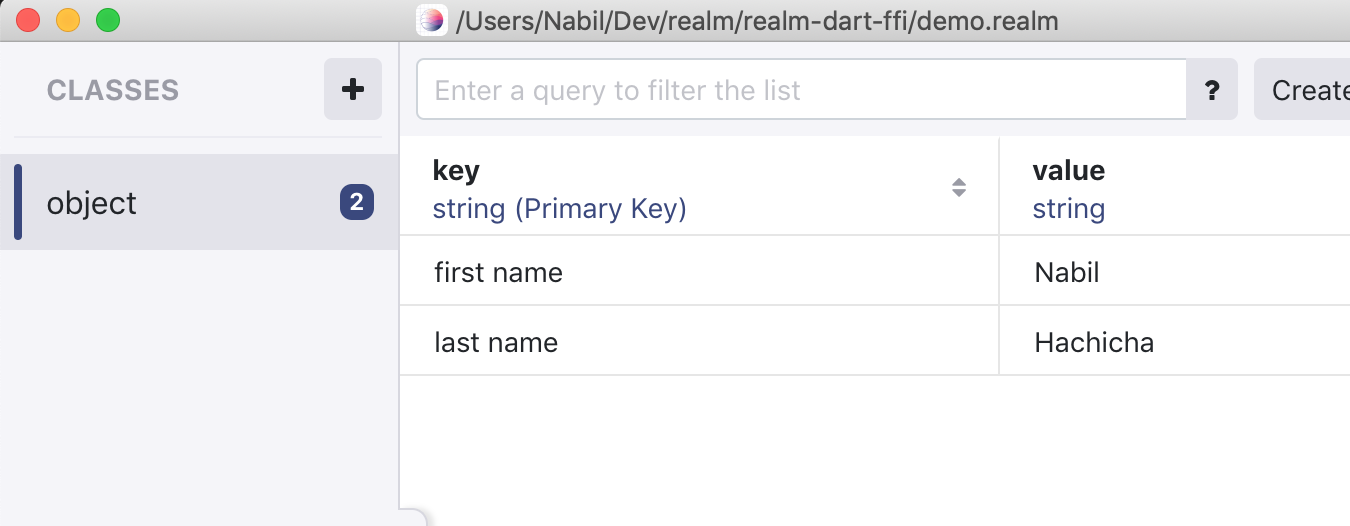 /Users/Nabil/Dev/realm/realm-dart-ffi/demo.realm
CLASSES
+
Enter a query to filter the list
?
Create
object
2
key
value
string (Primary Key)
string
first name
Nabil
last name
Hachicha